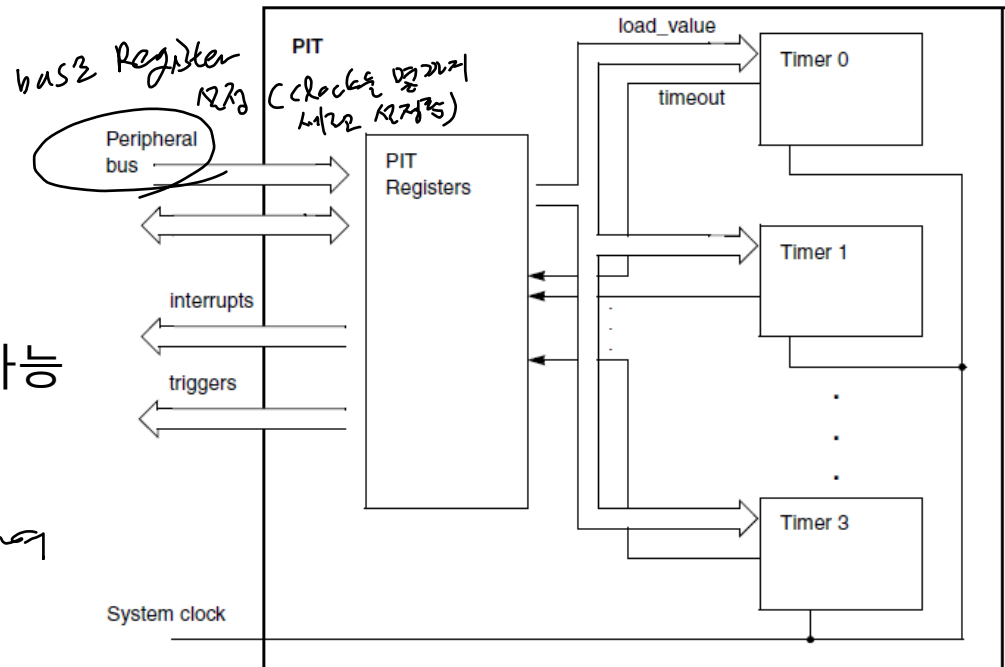 load_value
PIT
Timer 0
bus로 Register
설정 (clock을 몇까지
세라고 설정등)
timeout
Peripheral
bus
PIT
Registers
Timer 1
interrupts
가능
triggers
.
.
.
Timer 3
System clock